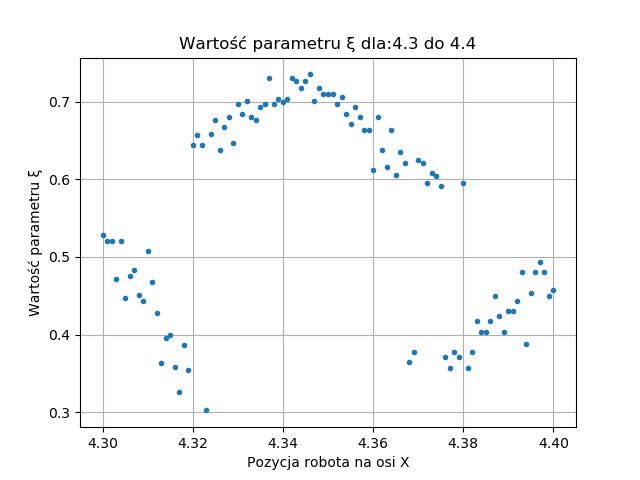 Wartość parametru ξ dla:4.3 do 4.4
Wartość parametru ξ
0.7
0.6
0.5
0.4
0.3
4.30 4.32 4.34 4.36 4.38 4.40
Pozycja robota na osi X